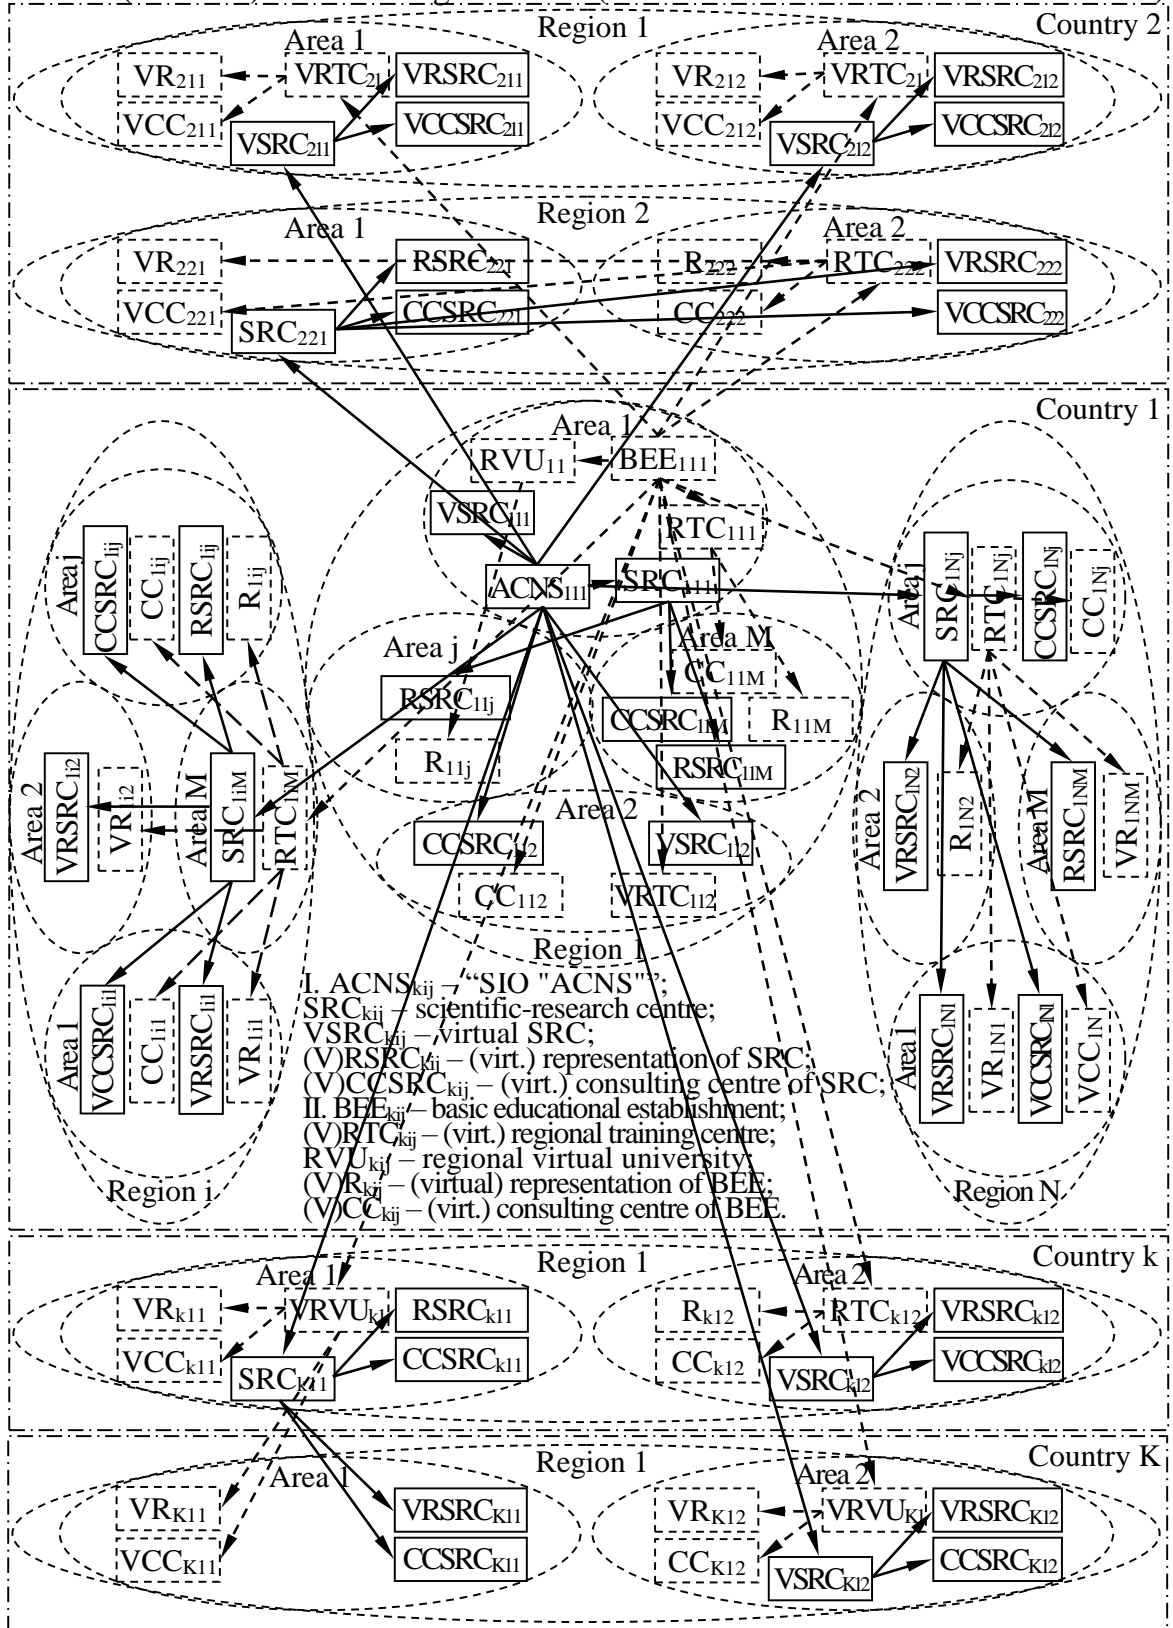 Region 1
Country 2
Area 1
Area 2
VR211
VRTC21
VRSRC211
VR212
VRTC21
VRSRC212
VCC211
VCCSRC211
VCC212
VCCSRC212
VSRC211
VSRC212
Region 2
Area 1
Area 2
VR221
RSRC221
R222
RTC222
VRSRC222
VCC221
CCSRC221
CC222
VCCSRC222
SRC221
Country 1
Area 1
RVU11
BEE111
VSRC111
RTC111
ACNS111
SRC111
Area j
CCSRC1ij
CC1ij
RSRC1ij
R1ij
Area 2
VRSRC1i2
VR1i2
Area M
SRC1iM
RTC1iM
Area 1
VCCSRC1i1
CC1i1
VRSRC1i1
VR1i1
Region i
Area j
RSRC11j
R11j
Area M
CC11M
CCSRC11M
R11M
RSRC11M
Area 2
CCSRC112
VSRC112
CC112
VRTC112
Region 1
Area j
SRC1Nj
RTC1Nj
CCSRC1Nj
CC1Nj
Area 2
VRSRC1N2
R1N2
Area M
RSRC1NM
VR1NM
Area 1
VRSRC1N1
VR1N1
VCCSRC1N1
VCC1N
Region N
I. ACNSkij – “SIO "ACNS"”;
SRCkij – scientific-research centre;
VSRCkij – virtual SRC;
(V)RSRCkij – (virt.) representation of SRC;
(V)CCSRCkij – (virt.) consulting centre of SRC;
II. BEEkij – basic educational establishment;
(V)RTCkij – (virt.) regional training centre;
RVUkij – regional virtual university;
(V)Rkij – (virtual) representation of BEE;
(V)CCkij – (virt.) consulting centre of BEE.
Region 1
Country k
Area 1
Area 2
VRk11
VRVUk1
RSRCk11
Rk12
RTCk12
VRSRCk12
VCCk11
CCSRCk11
CCk12
VCCSRCk12
SRCk11
VSRCk12
Region 1
Country K
Area 1
Area 2
VRK11
VRSRCK11
VRK12
VRVUK1
VRSRCK12
VCCK11
CCSRCK11
CCK12
CCSRCK12
VSRCK12